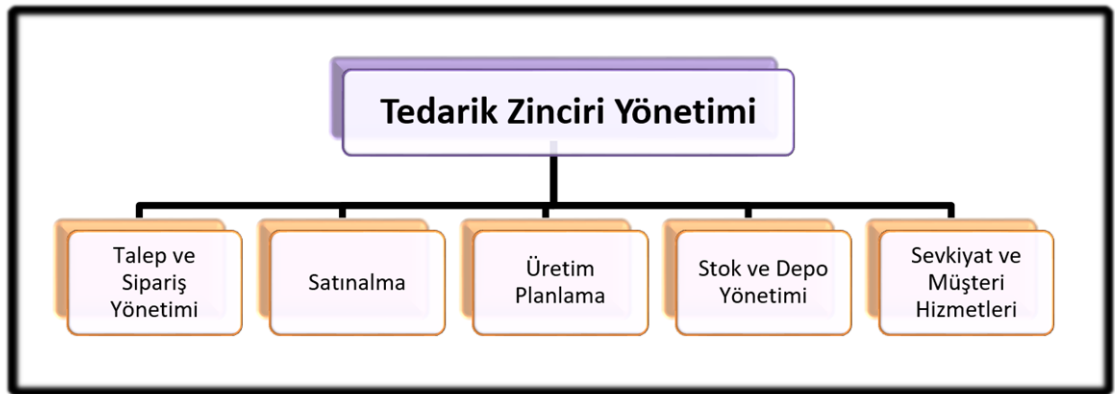 Tedarik Zinciri Yönetimi
Talep ve
Sipariş
Yönetimi
Satınalma
Üretim
Planlama
Stok ve Depo
Yönetimi
Sevkiyat ve
Müşteri
Hizmetleri